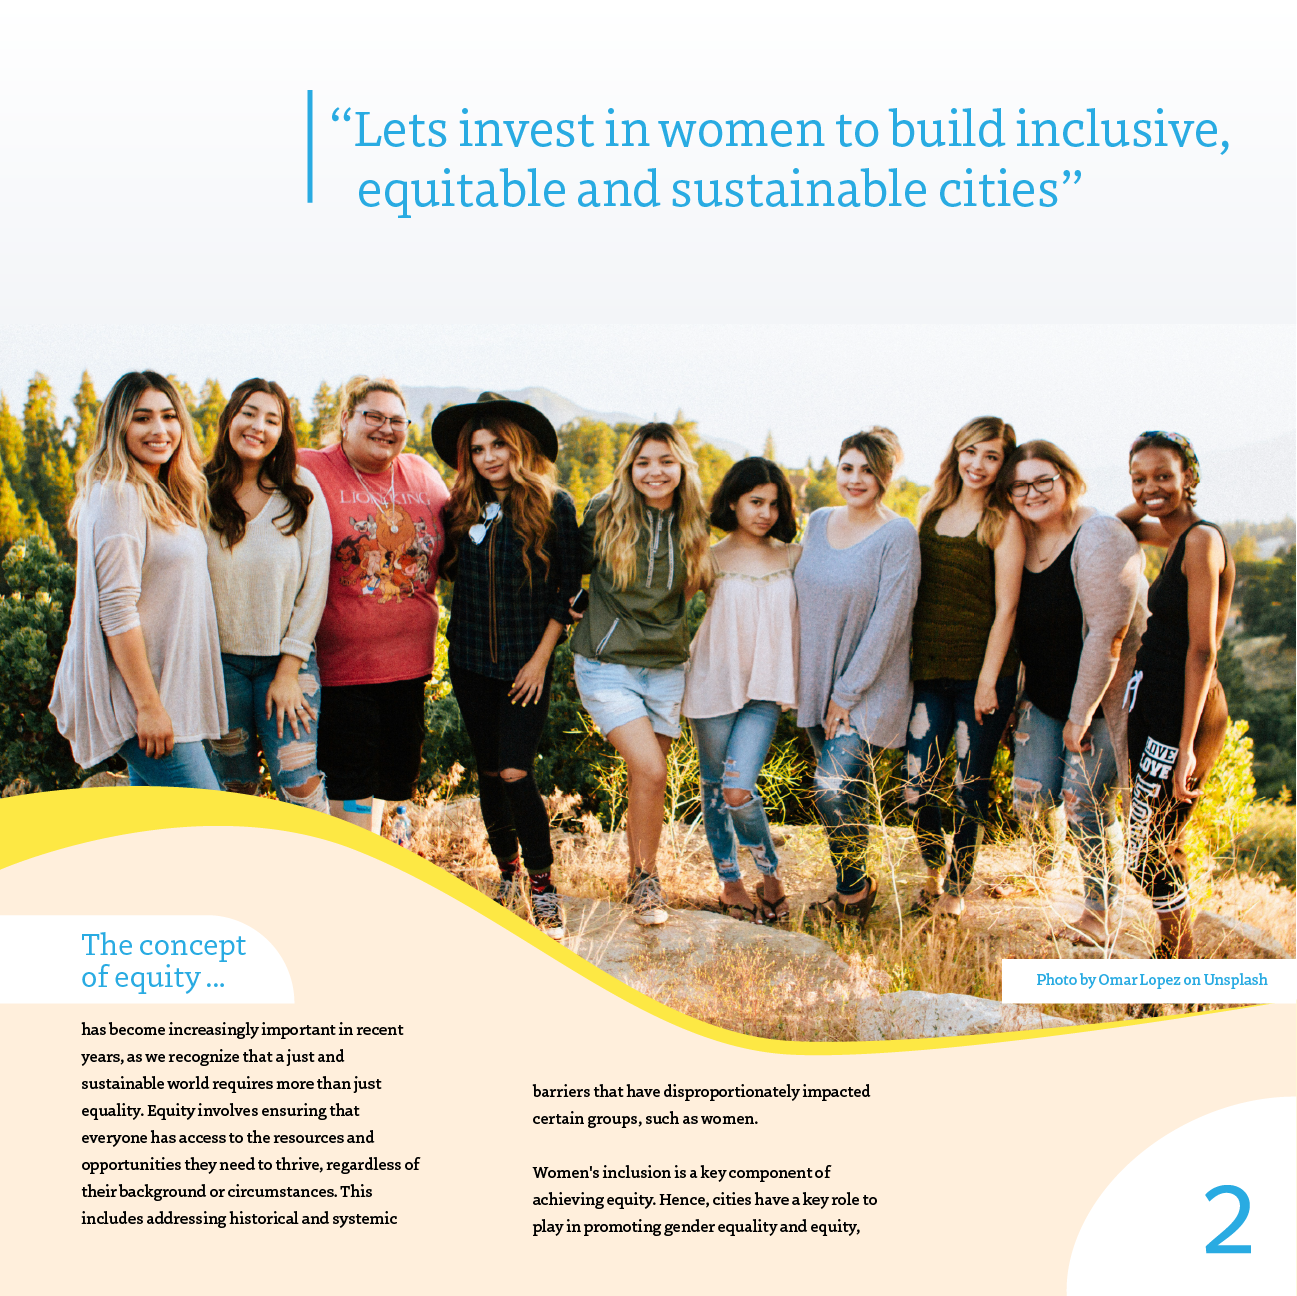 “Lets invest in women to build inclusive,
equitable and sustainable cities”
LION KING
LOVE
LOVE
Photo by Omar Lopez on Unsplash
The concept
of equity ...
has become increasingly important in recent
years, as we recognize that a just and
sustainable world requires more than just
equality. Equity involves ensuring that
everyone has access to the resources and
opportunities they need to thrive, regardless of
their background or circumstances. This
includes addressing historical and systemic
barriers that have disproportionately impacted
certain groups, such as women.
Women's inclusion is a key component of
achieving equity. Hence, cities have a key role to
play in promoting gender equality and equity,
2